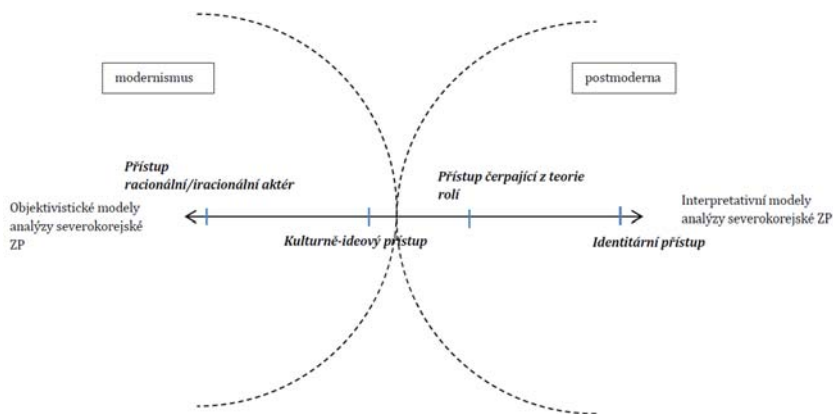 modernismus
postmoderna
Přístup
racionální/iracionální aktér
Přístup čerpající z teorie
rolí
Objektivistické modely
analýzy severokorejské
ZP
Interpretativní modely
analýzy severokorejské ZP
Kulturně-ideový přístup
Identitární přístup